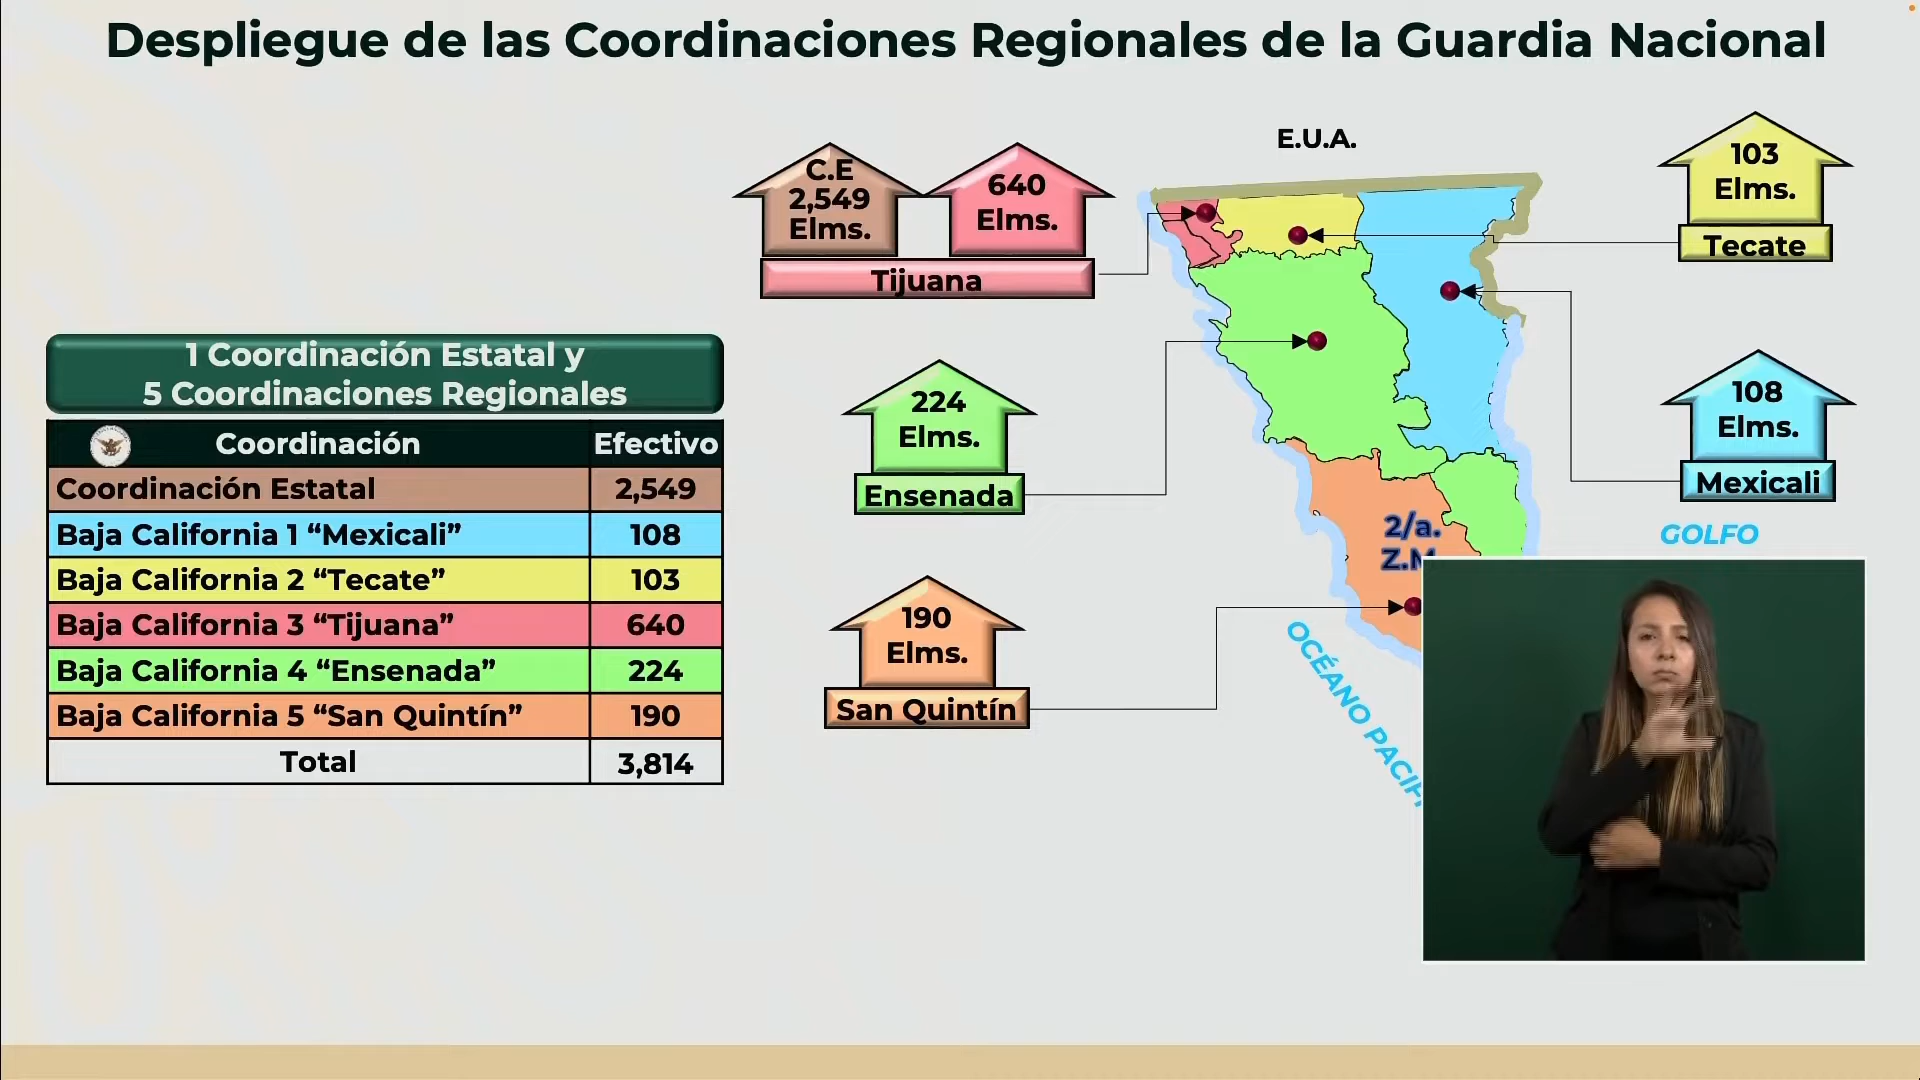 Despliegue de las Coordinaciones Regionales de la Guardia Nacional
E.U.A.
C.E
2,549
Elms.
640
Elms.
Tijuana
103
Elms.
Tecate
1 Coordinación Estatal y
5 Coordinaciones Regionales
Coordinación Efectivo
Coordinación Estatal 2,549
Baja California 1 “Mexicali” 108
Baja California 2 “Tecate” 103
Baja California 3 “Tijuana” 640
Baja California 4 “Ensenada” 224
Baja California 5 “San Quintín” 190
Total 3,814
224
Elms.
Ensenada
108
Elms.
Mexicali
190
Elms.
San Quintín
2/a.
Z.M
GOLFO
OCÉANO PACIF